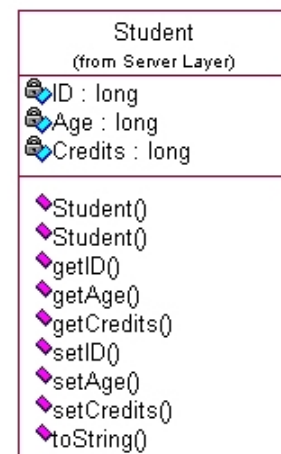 Student
(from Server Layer)
ID : long
Age : long
Credits : long
Student()
Student()
getID()
getAge()
getCredits()
setID()
setAge()
setCredits()
toString()